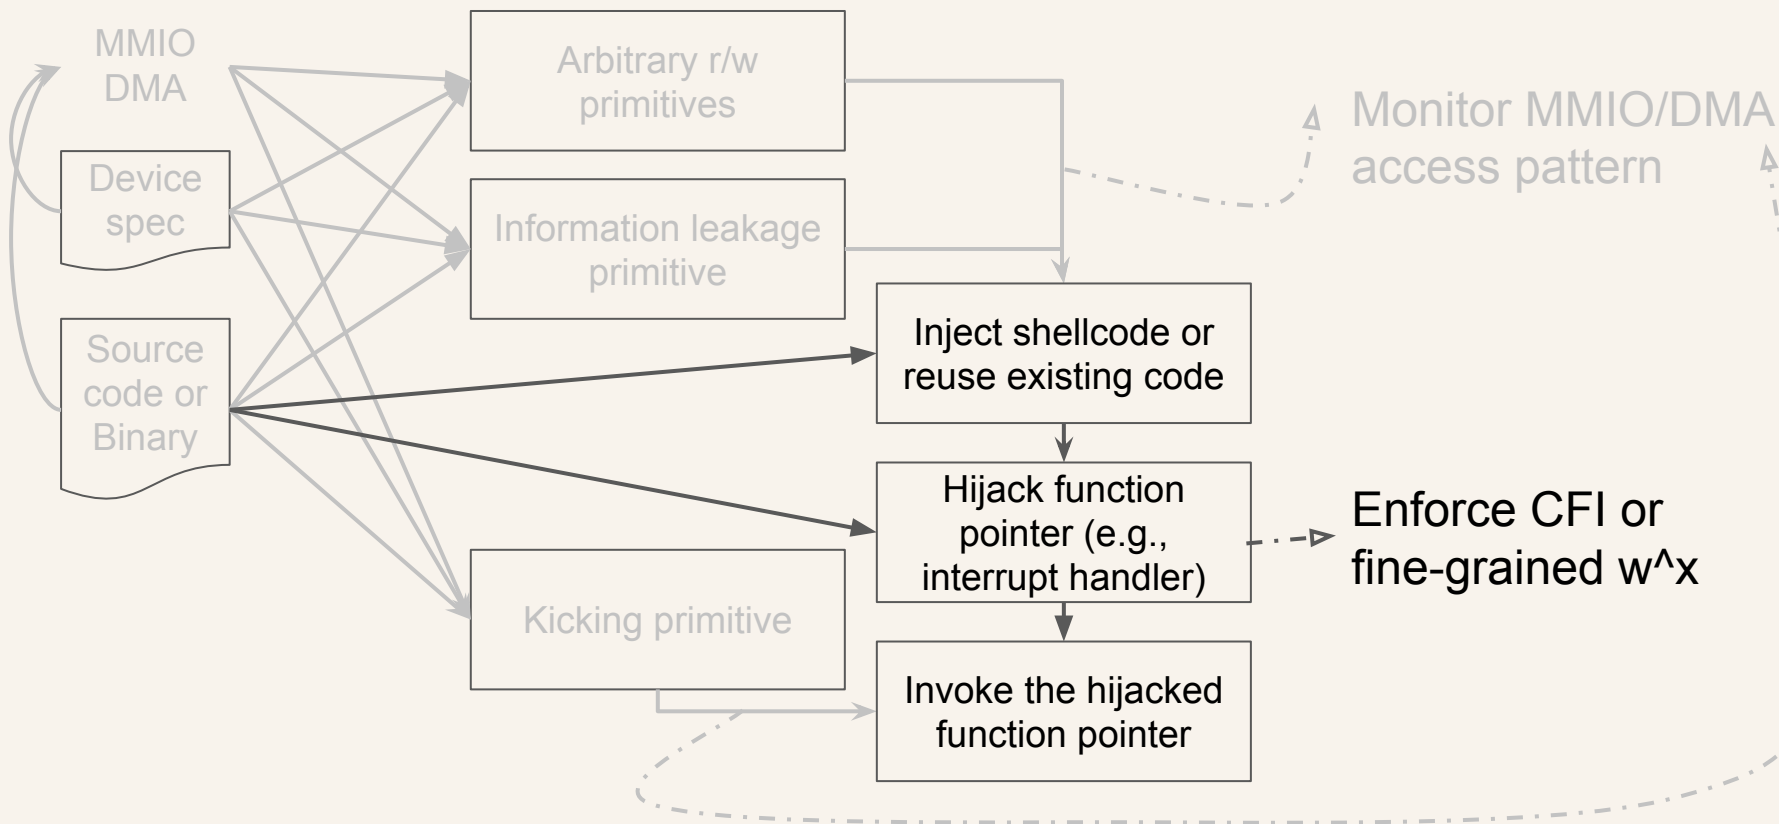 MMIO
DMA
Device
spec
Source
code or
Binary
Arbitrary r/w
primitives
Information leakage
primitive
Kicking primitive
Inject shellcode or
reuse existing code
Hijack function
pointer (e.g.,
interrupt handler)
Invoke the hijacked
function pointer
Monitor MMIO/DMA
access pattern
Enforce CFI or
fine-grained w^x